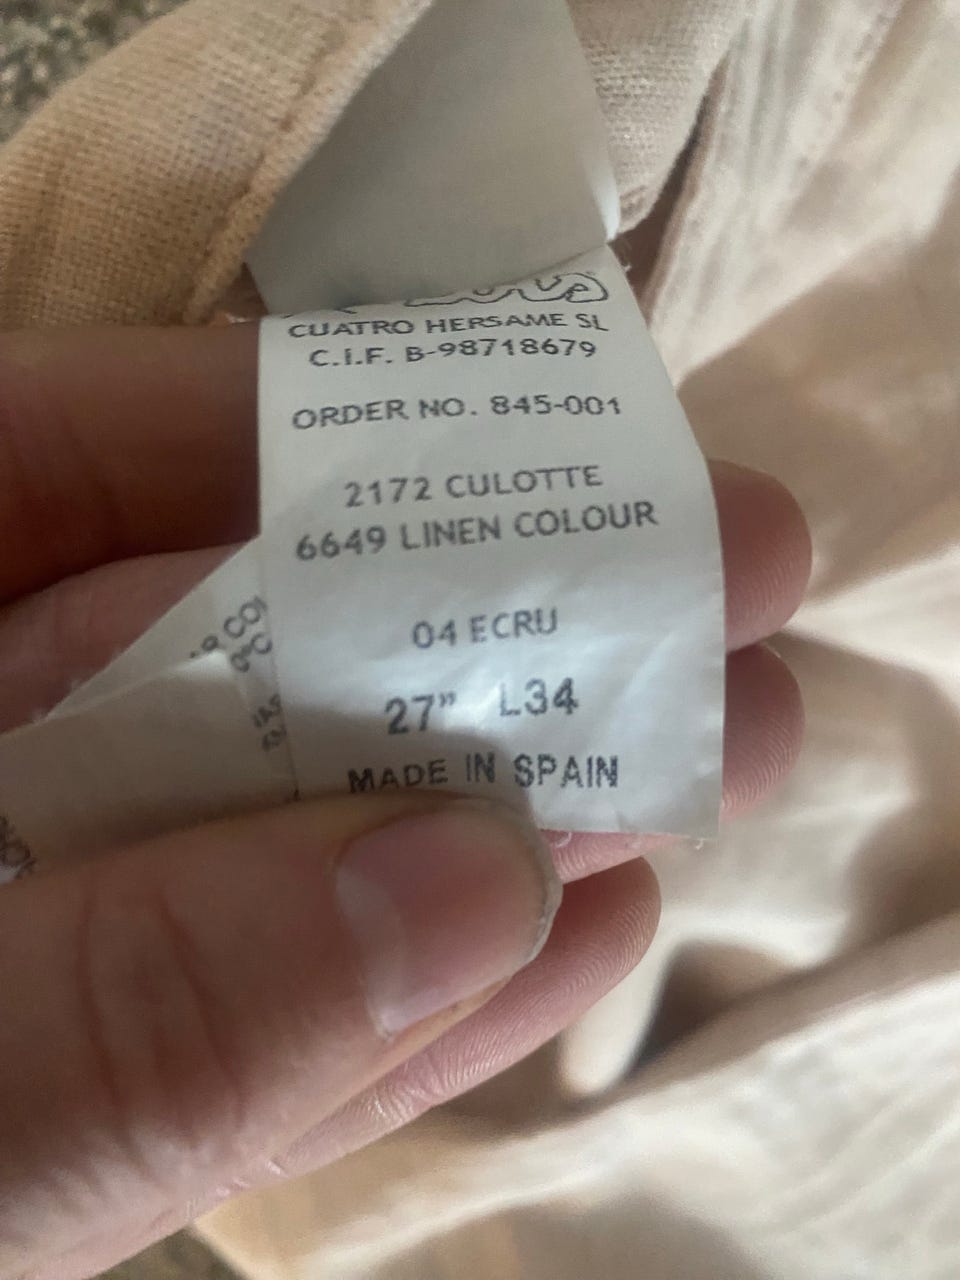 CUATRO HERSAME SL
C.I.F. B-98718679
ORDER NO. 845-001
2172 CULOTTE
6649 LINEN COLOUR
04 ECRU
27" L34
MADE IN SPAIN